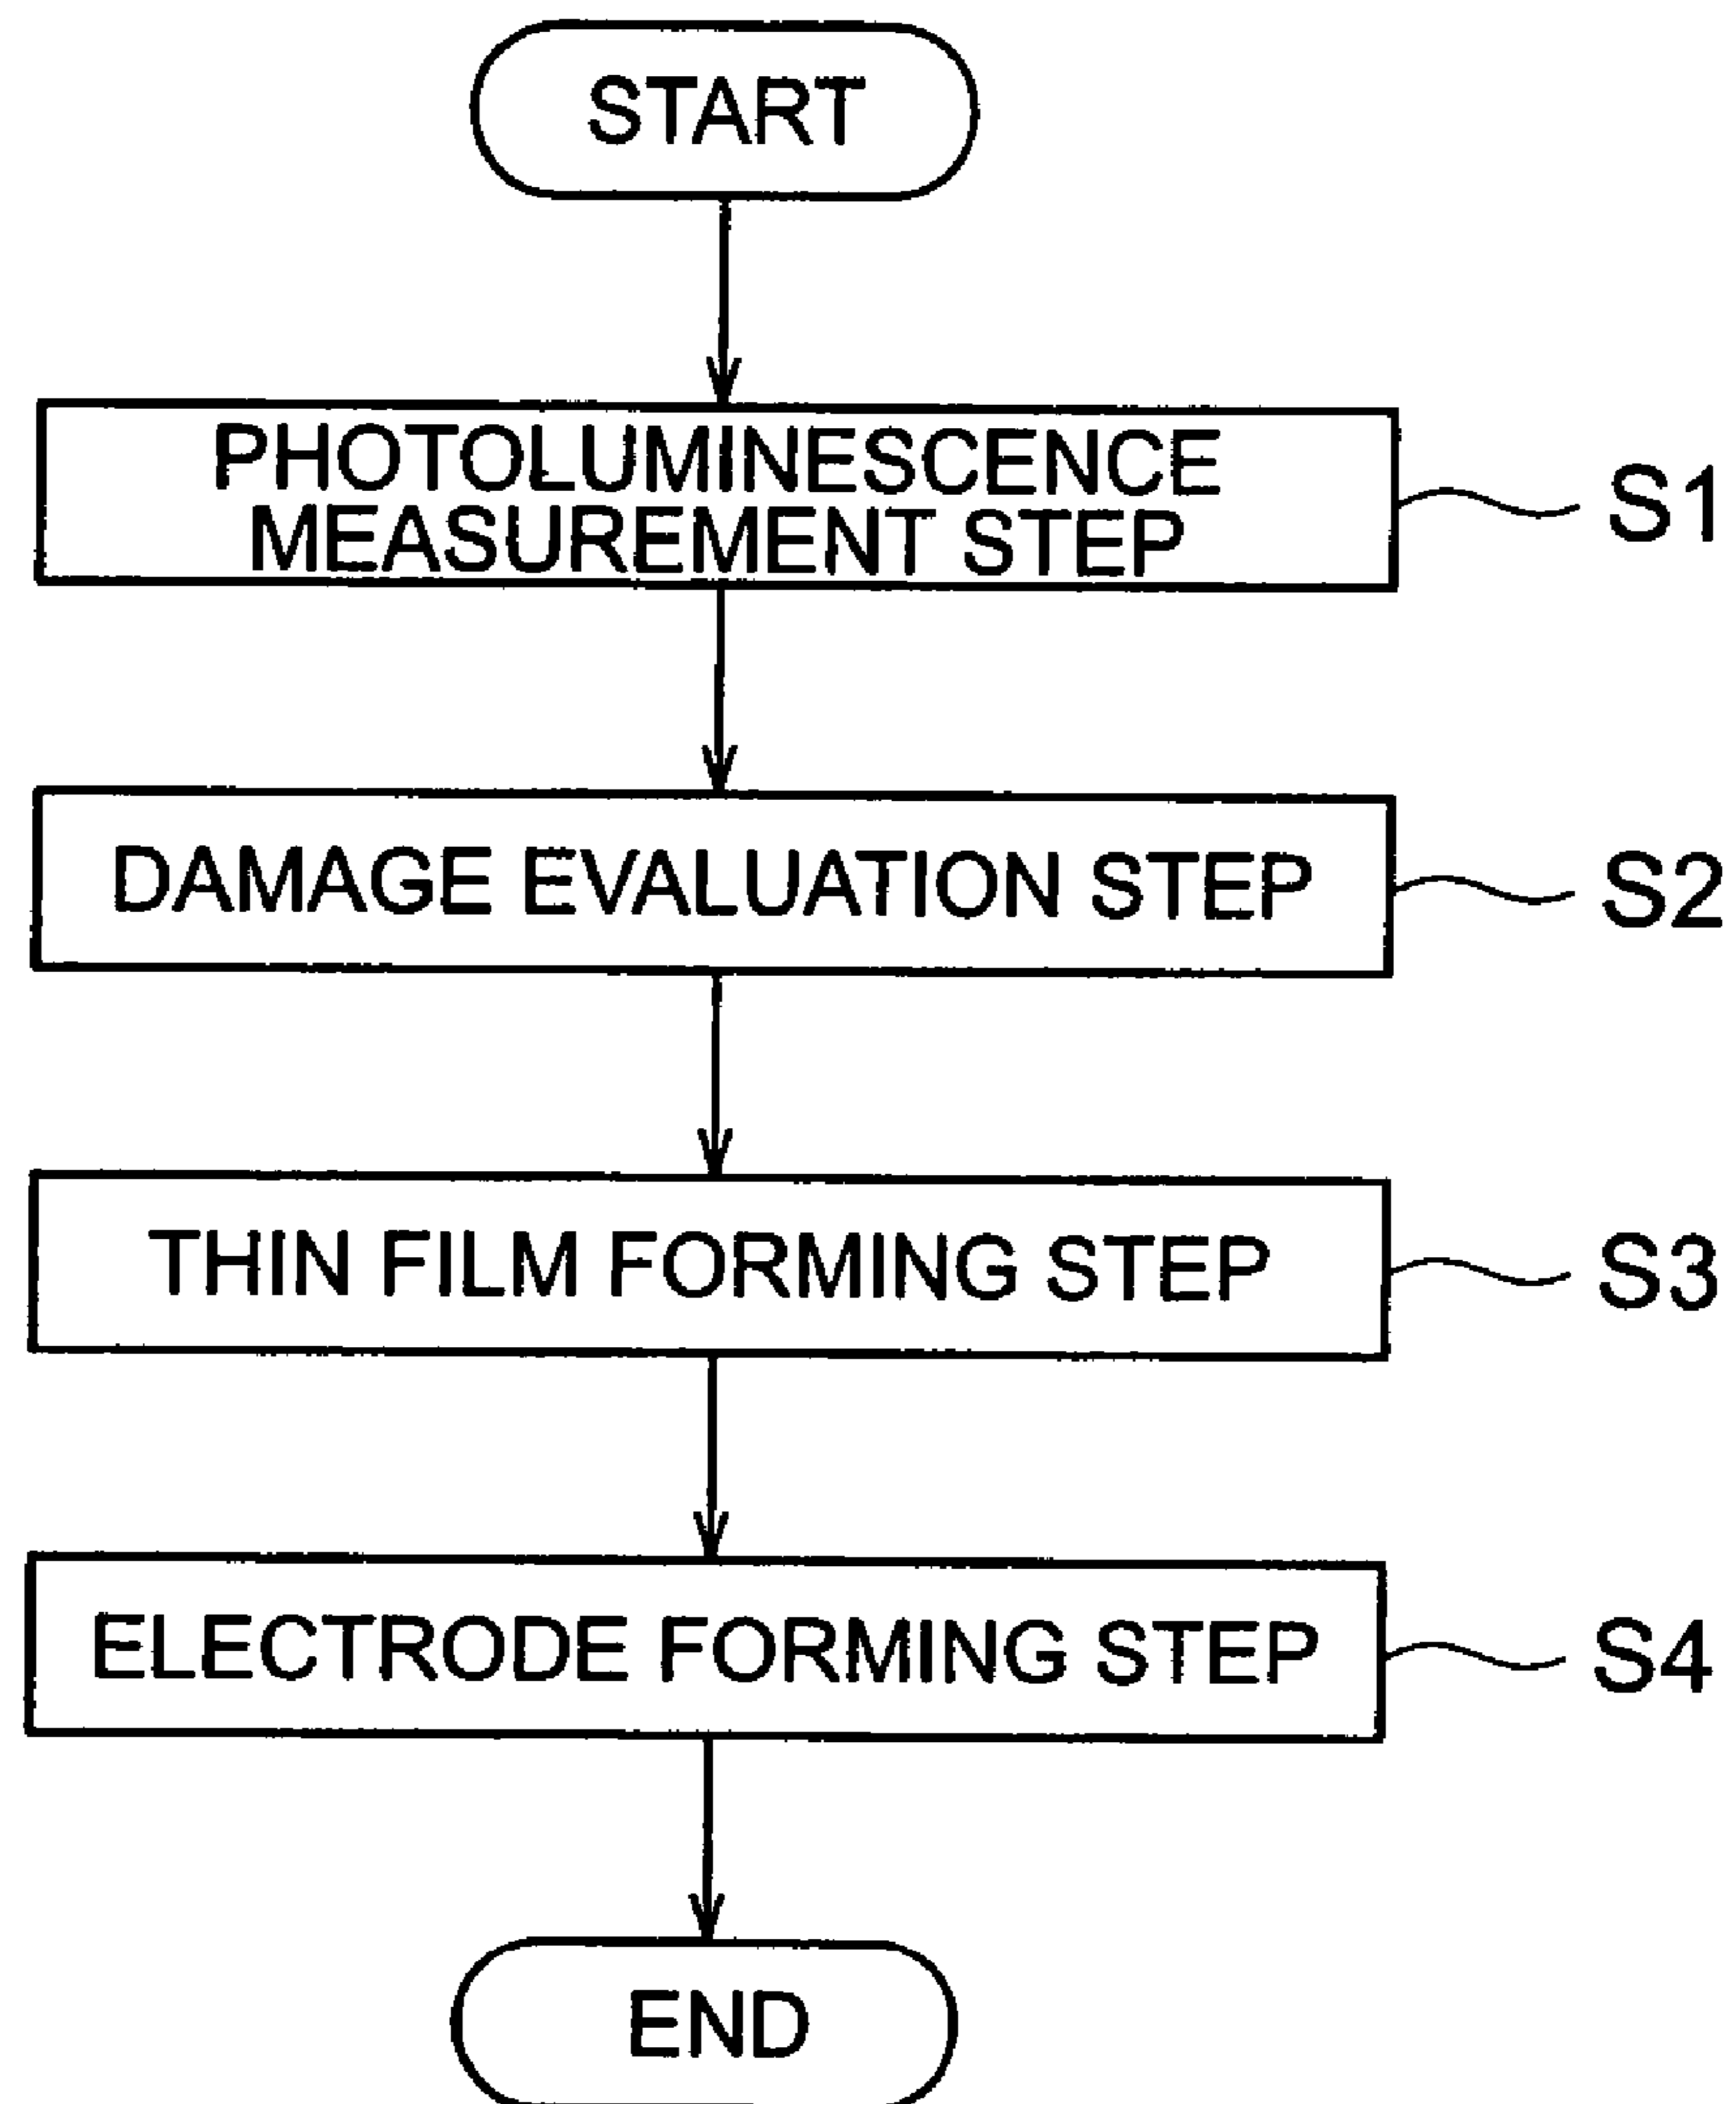 START
PHOTOLUMINESCENCE
MEASUREMENT STEP
S1
DAMAGE EVALUATION STEP
S2
THIN FILM FORMING STEP
S3
ELECTRODE FORMING STEP
S4
END